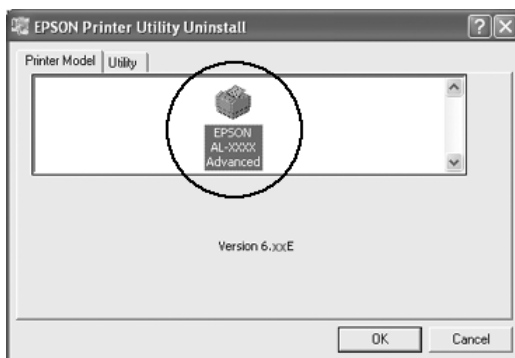 EPSON Printer Utility Uninstall
Printer Model Utility
EPSON
AL-XXXX
Advanced
Version 6.xxE
OK Cancel